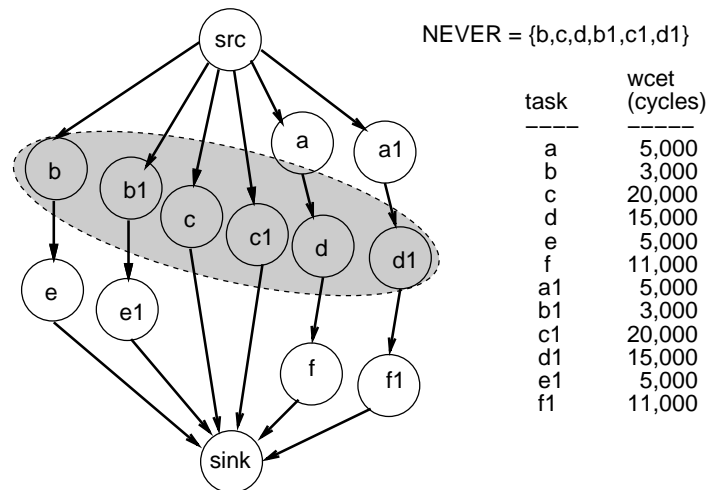 src
NEVER = {b,c,d,b1,c1,d1}
wcet
task (cycles)
---- -----
a 5,000
b 3,000
c 20,000
d 15,000
e 5,000
f 11,000
a1 5,000
b1 3,000
c1 20,000
d1 15,000
e1 5,000
f1 11,000
a
a1
b
b1
c
c1
d
d1
e
e1
f
f1
sink